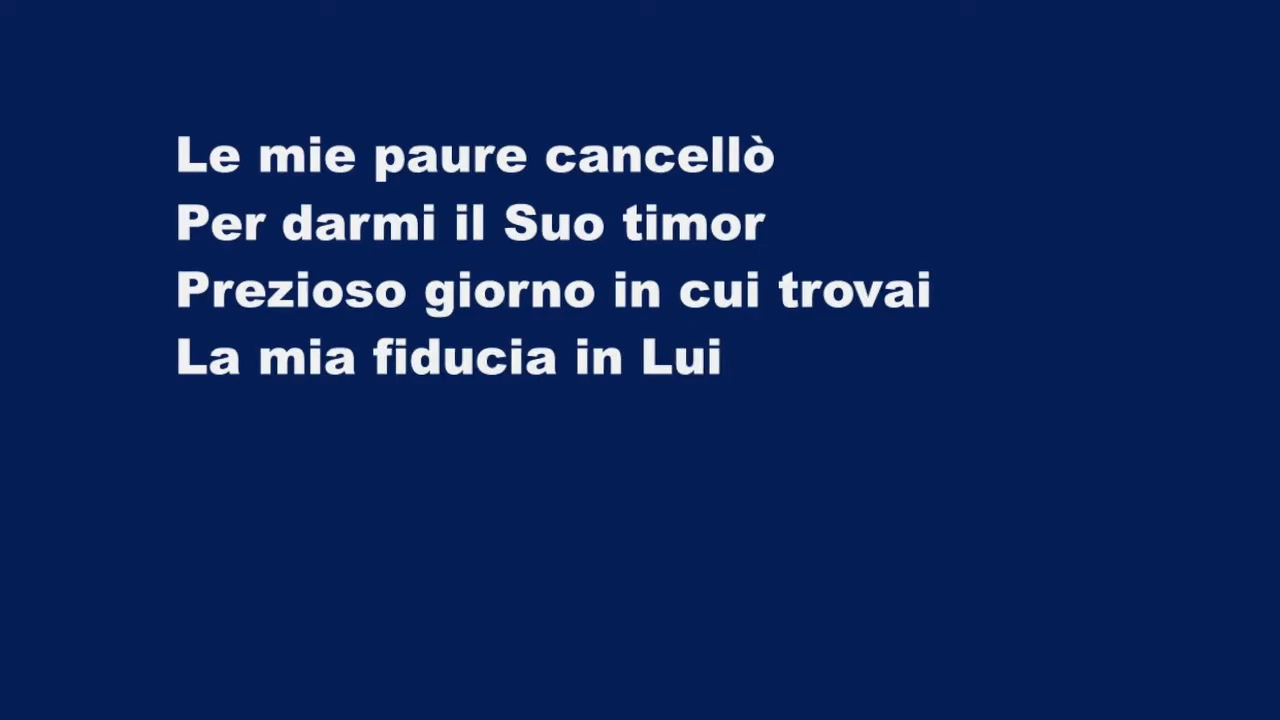 Le mie paure cancellò
Per darmi il Suo timor
Prezioso giorno in cui trovai
La mia fiducia in Lui